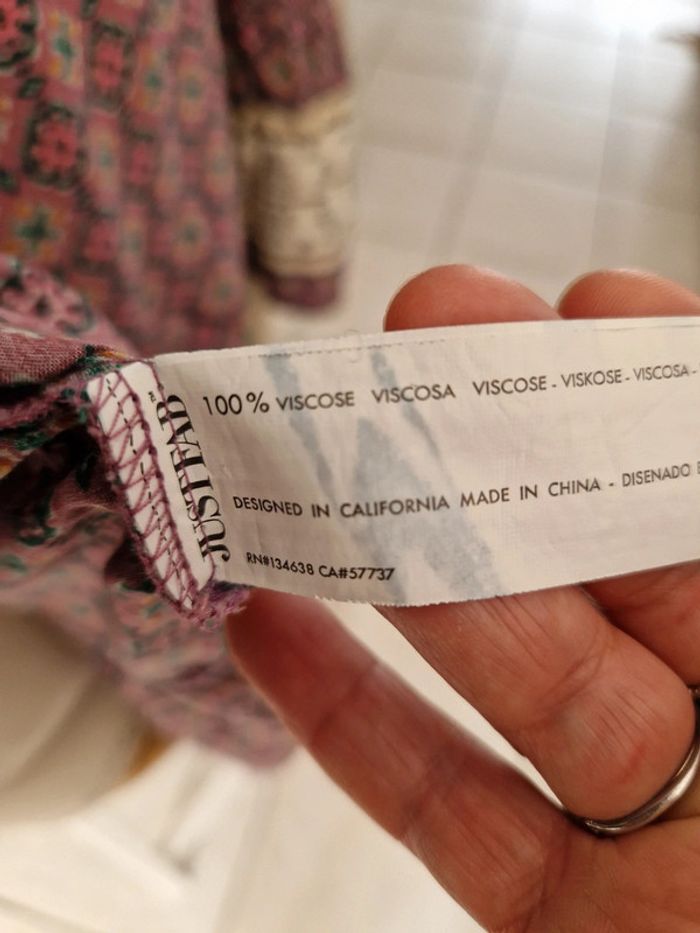 JUSTFAB™
100% VISCOSE VISCOSA VISCOSE - VISKOSE - VISCOSA -
DESIGNED IN CALIFORNIA MADE IN CHINA - DISENADO
RN#134638 CA#57737